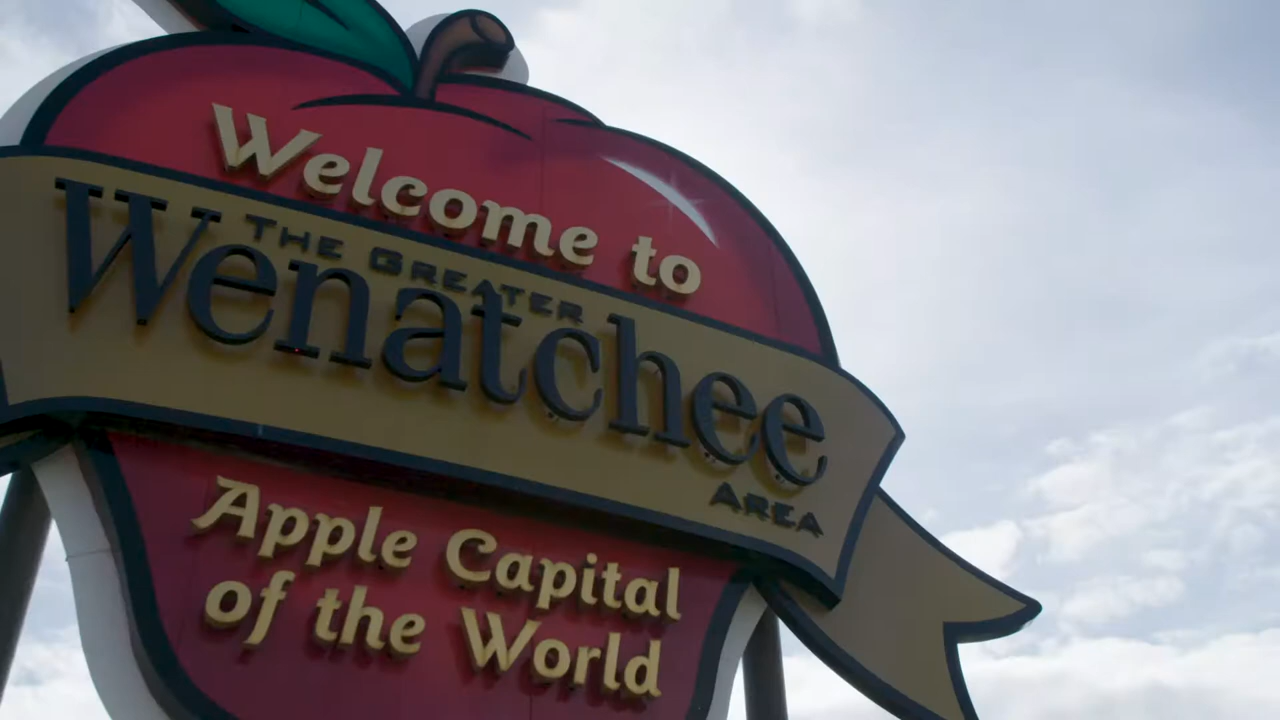 Welcome to
THE GREATER
Wenatchee
AREA
Apple Capital
of the World